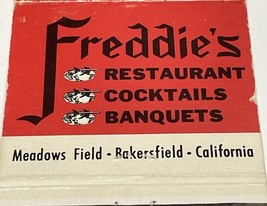 Freddie's
RESTAURANT
COCKTAILS
BANQUETS
Meadows Field - Bakersfield - California